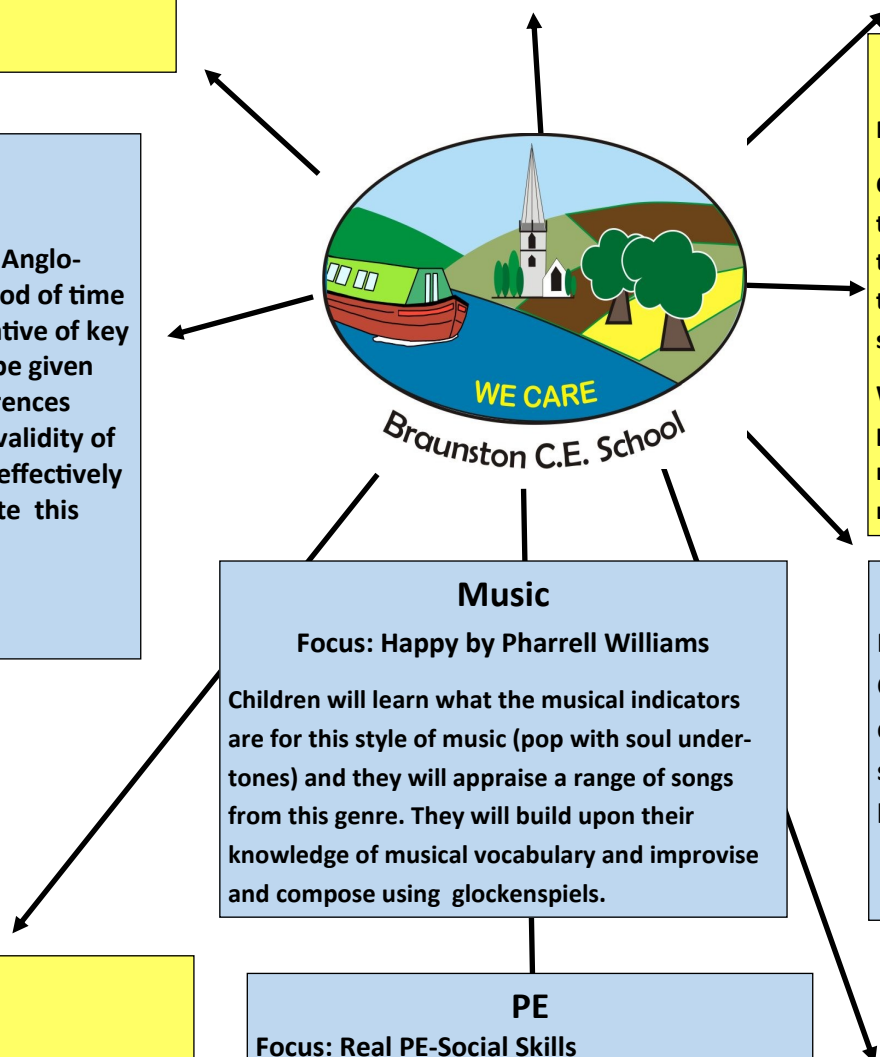 Anglo-
od of time
ative of key
be given
rences
validity of
effectively
te this
WE CARE
Braunston C.E. School
Music
Focus: Happy by Pharrell Williams
Children will learn what the musical indicators
are for this style of music (pop with soul under-
tones) and they will appraise a range of songs
from this genre. They will build upon their
knowledge of musical vocabulary and improvise
and compose using glockenspiels.
PE
Focus: Real PE-Social Skills